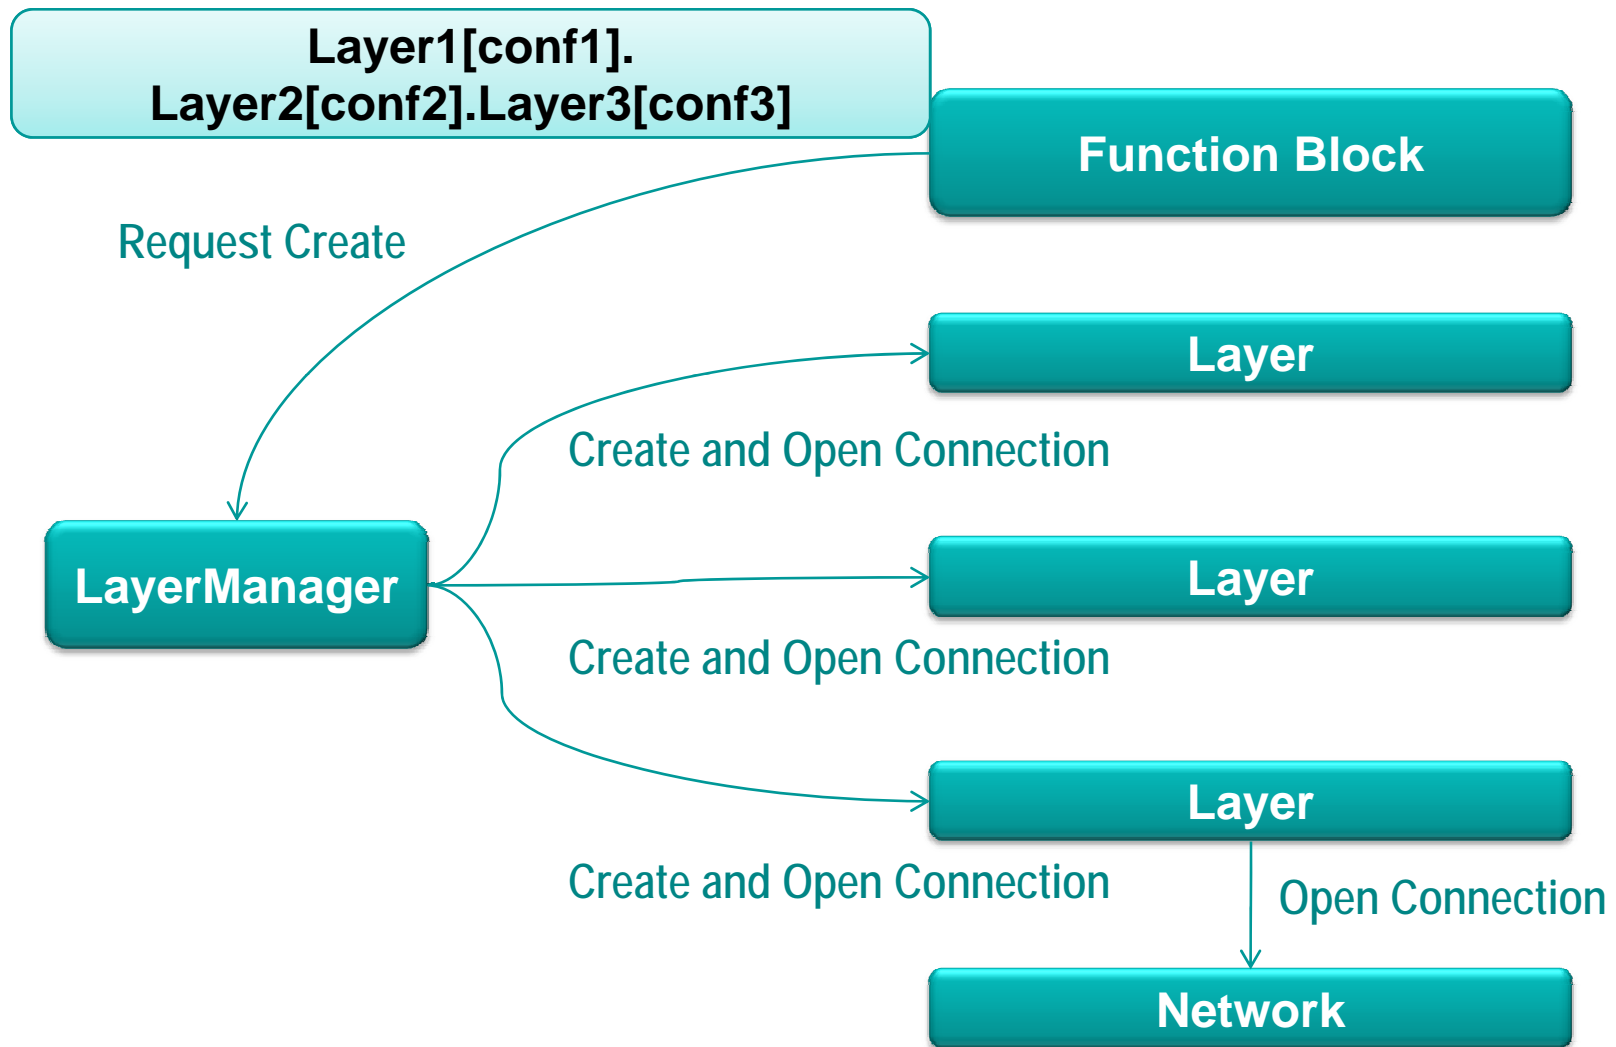 Layer1[conf1].
Layer2[conf2].Layer3[conf3]
Function Block
Request Create
Layer
Create and Open Connection
LayerManager
Layer
Create and Open Connection
Layer
Create and Open Connection
Open Connection
Network